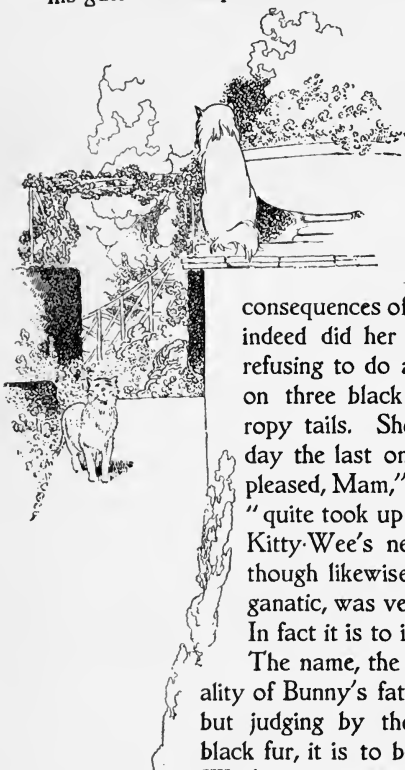 consequences of
indeed did her
refusing to do a
on three black
ropy tails. She
day the last on
pleased, Mam,"
"quite took up
Kitty-Wee's ne
though likewise
ganatic, was ve
In fact it is to i
The name, the
ality of Bunny's fat
but judging by the
black fur, it is to b